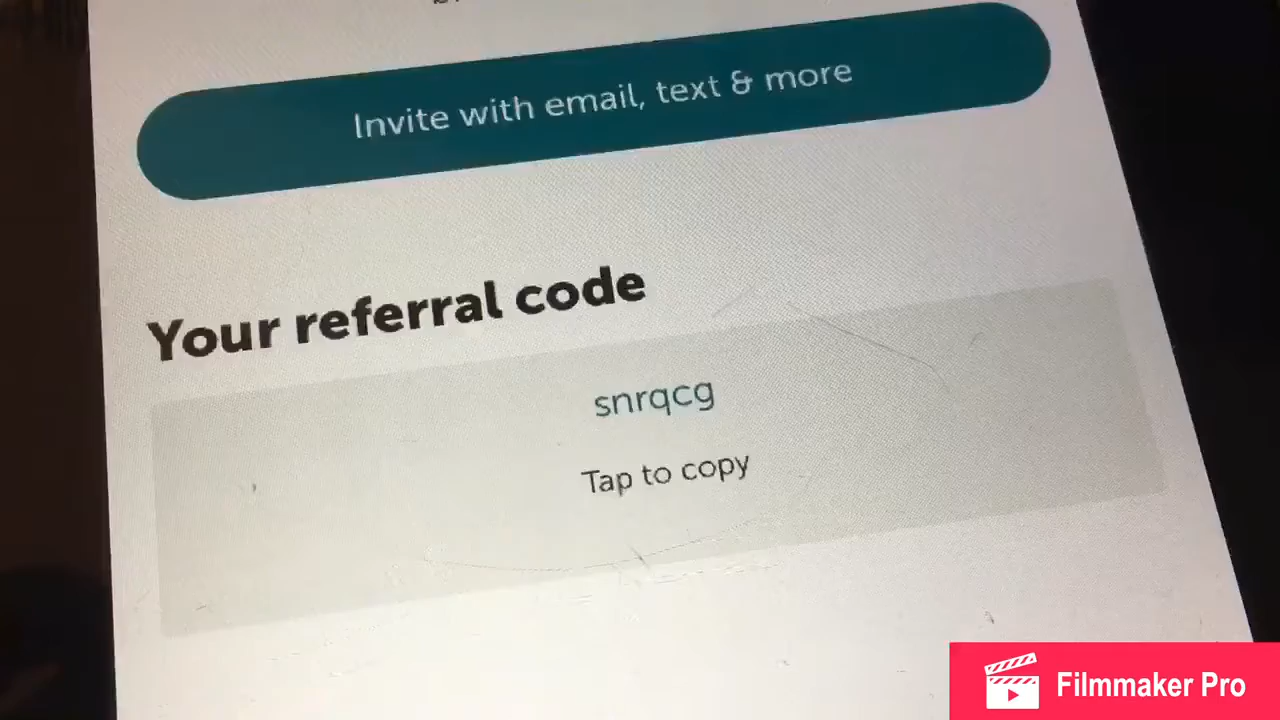 Invite with email, text & more
Your referral code
snrqcg
Tap to copy
Filmmaker Pro